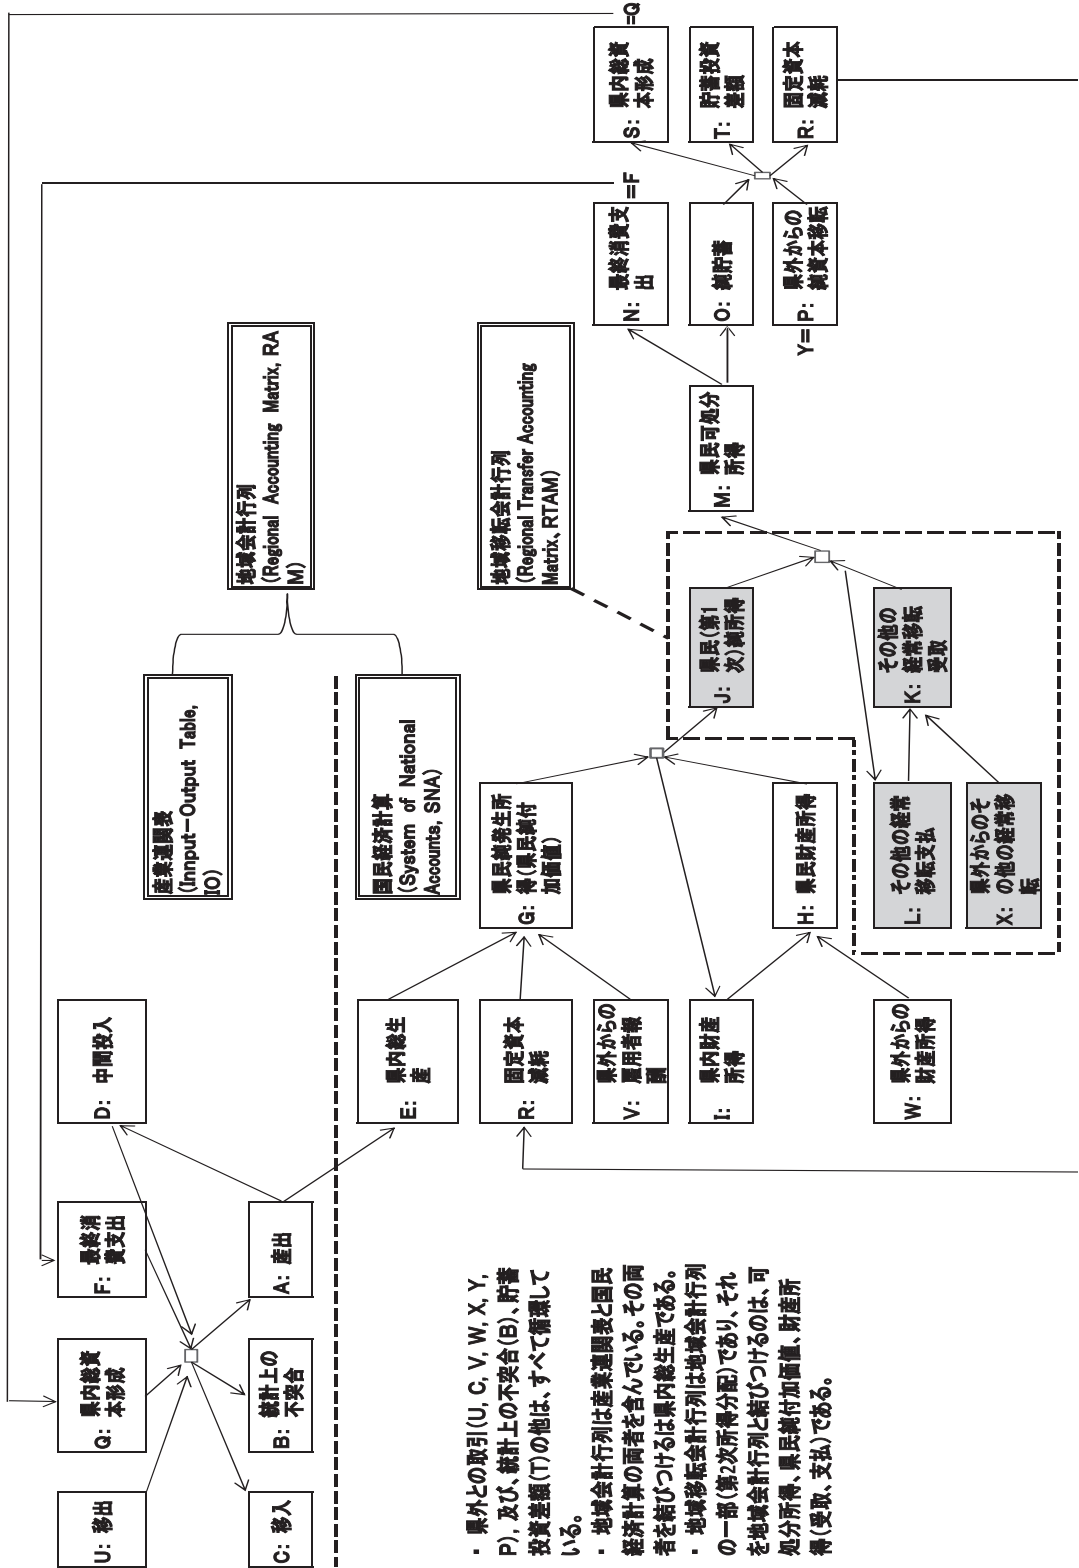 U: 移出
Q: 県内総資
本形成
F: 最終消
費支出
D: 中間投入
C: 移入
B: 統計上の
不突合
A: 産出
産業連関表
(Innput－Output Table,
IO)
地域会計行列
(Regional Accounting Matrix, RA
M)
国民経済計算
(System of National
Accounts, SNA)
地域移転会計行列
(Regional Transfer Accounting
Matrix、RTAM)
E: 県内総生
産
R: 固定資本
減耗
V: 県外からの
雇用者報
酬
I: 県内財産
所得
W: 県外からの
財産所得
G: 県民純発生所
得(県民純付
加価値)
H: 県民財産所得
L: その他の経常
移転支払
X: 県外からのそ
の他の経常移
転
J: 県民(第1
次)純所得
K: その他の
経常移転
受取
M: 県民可処分
所得
N: 最終消費支
出
=F
O: 純貯蓄
Y= P: 県外からの
純資本移転
S: 県内総資
本形成
=Q
T: 貯蓄投資
差額
R: 固定資本
減耗
・ 県外との取引(U, C, V, W, X, Y,
P), 及び、統計上の不突合(B)、貯蓄
投資差額(T)の他は、すべて循環して
いる。
・ 地域会計行列は産業連関表と国民
経済計算の両者を含んでいる。その両
者を結びつけるは県内総生産である。
・ 地域移転会計行列は地域会計行列
の一部(第2次所得分配)であり、それ
を地域会計行列と結びつけるのは、可
処分所得、県民純付加価値、財産所
得(受取、支払)である。